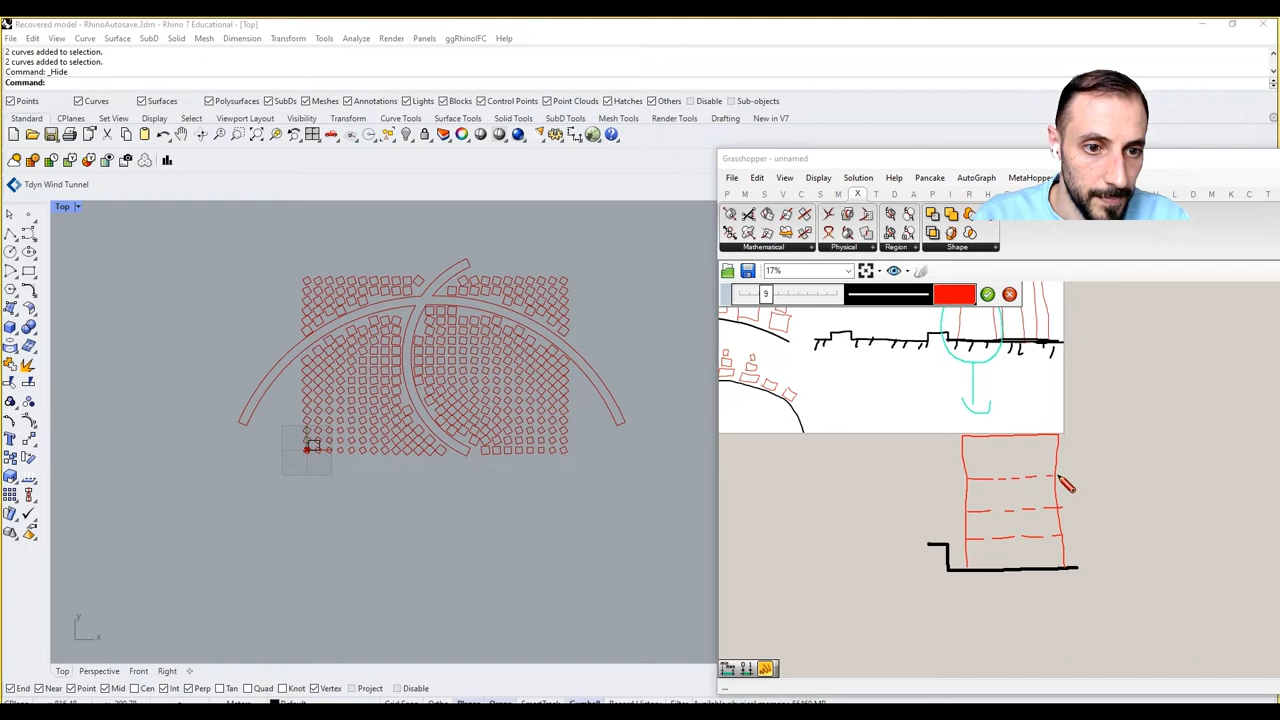 Recovered model - RhinoAutosave.3dm - Rhino 7 Educational - [Top]
File Edit View Curve Surface SubD Solid Mesh Dimension Transform Tools Analyze Render Panels ggRhinoIFC Help
2 curves added to selection.
2 curves added to selection.
Command: _Hide
Command:
Points Curves Surfaces Polysurfaces SubDs Meshes Annotations Lights Blocks Control Points Point Clouds Hatches Others Disable Sub-objects
Standard CPlanes Set View Display Select Viewport Layout Visibility Transform Curve Tools Surface Tools Solid Tools SubD Tools Mesh Tools Render Tools Drafting New in V7
Tdyn Wind Tunnel
Top
Grasshopper - unnamed
File Edit View Display Solution Help Pancake AutoGraph MetaHopper
P M S V C S M I X T D P I R H
Mathematical Physical Region Shape
17%
9
y
x
Top Perspective Front Right
End Near Point Mid Cen Int Perp Tan Quad Knot Vertex Project Disable